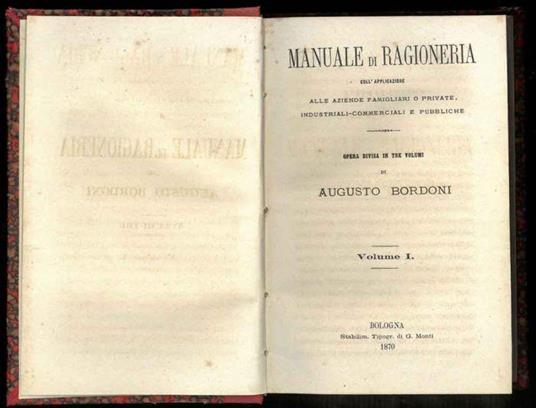 MANUALE DI RAGIONERIA
COLL' APPLICAZIONE
ALLE AZIENDE FAMIGLIARI O PRIVATE,
INDUSTRIALI-COMMERCIALI E PUBBLICHE
OPERA DIVISA IN TRE VOLUMI
DI
AUGUSTO BORDONI
Volume I.
BOLOGNA
Stabilim. Tipogr. di G. Monti
1870